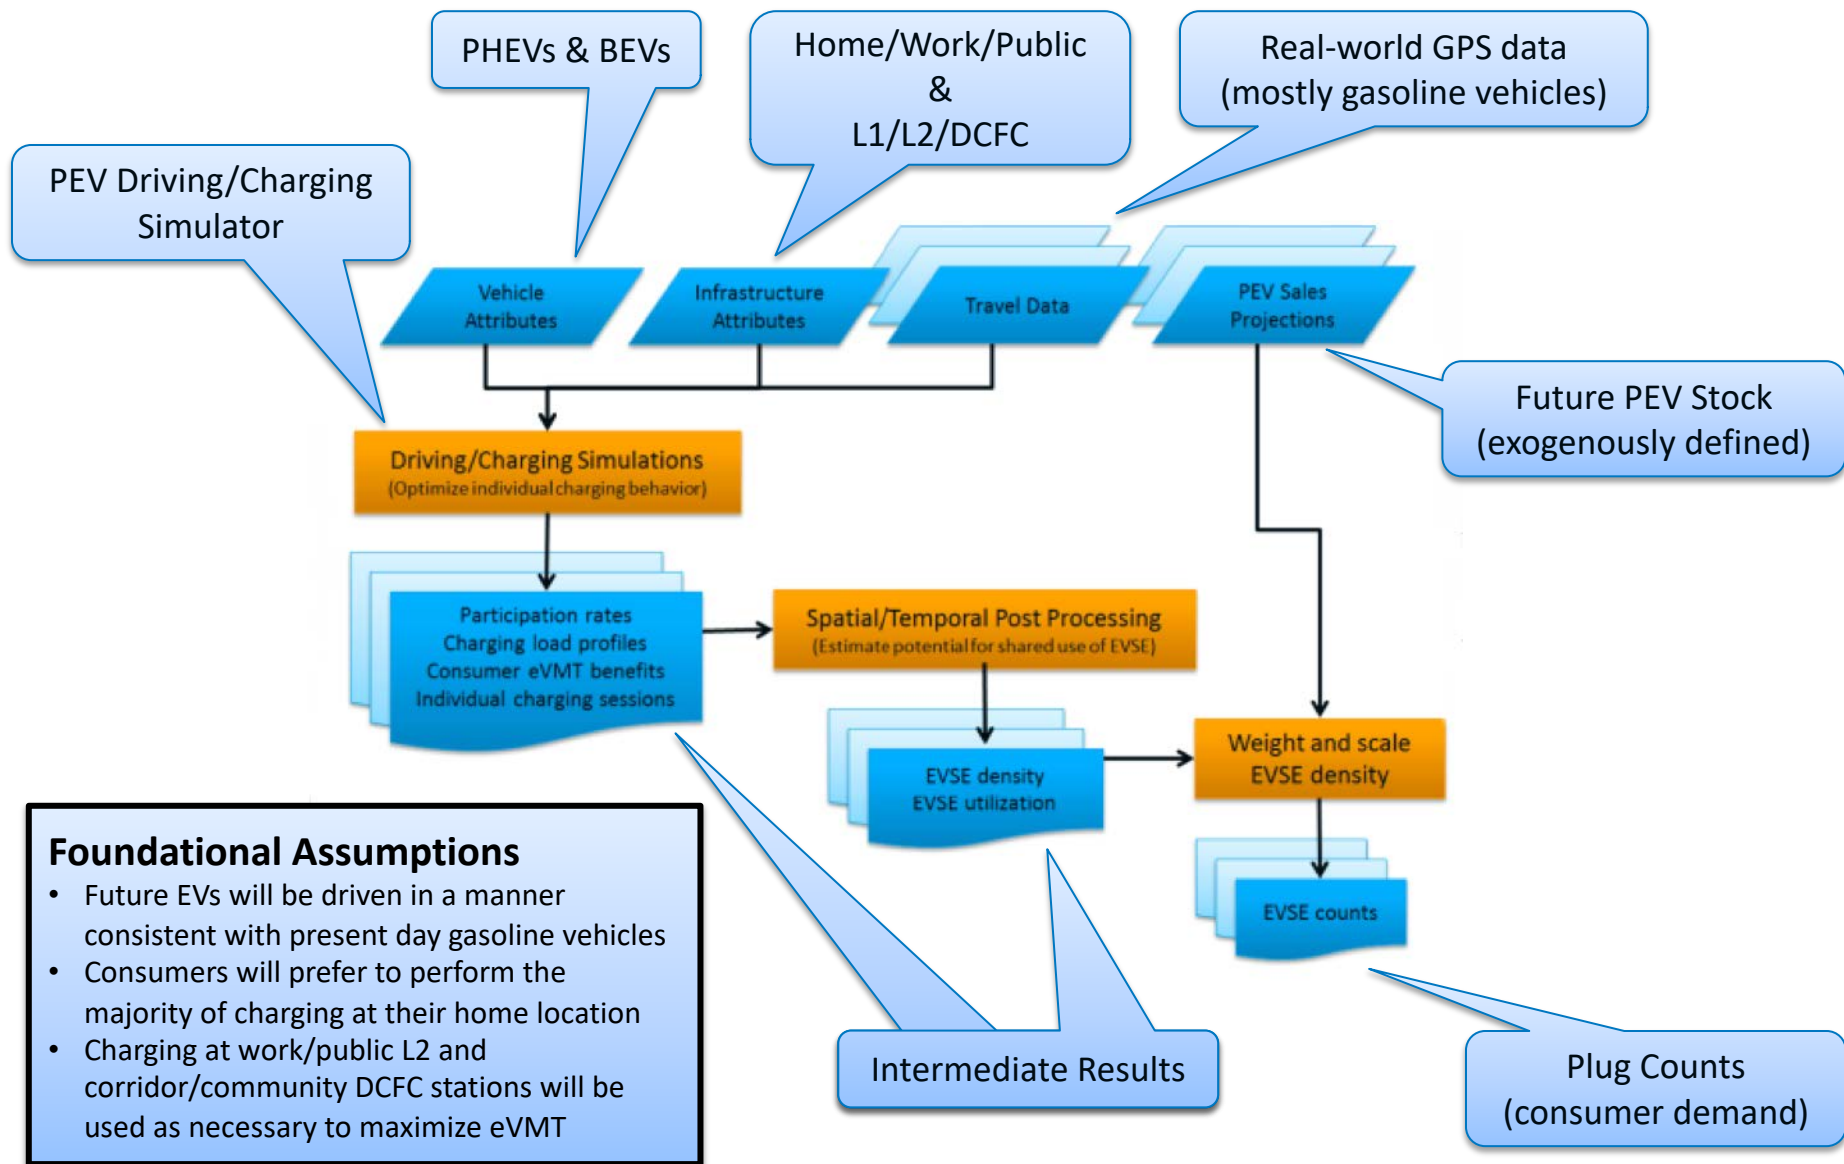 PHEVs & BEVs
Home/Work/Public
&
L1/L2/DCFC
Real-world GPS data
(mostly gasoline vehicles)
PEV Driving/Charging
Simulator
Vehicle
Attributes
Infrastructure
Attributes
Travel Data
PEV Sales
Projections
Future PEV Stock
(exogenously defined)
Driving/Charging Simulations
(Optimize individual charging behavior)
Participation rates
Charging load profiles
Consumer eVMT benefits
Individual charging sessions
Spatial/Temporal Post Processing
(Estimate potential for shared use of EVSE)
EVSE density
EVSE utilization
Weight and scale
EVSE density
EVSE counts
Foundational Assumptions
• Future EVs will be driven in a manner
consistent with present day gasoline vehicles
• Consumers will prefer to perform the
majority of charging at their home location
• Charging at work/public L2 and
corridor/community DCFC stations will be
used as necessary to maximize eVMT
Intermediate Results
Plug Counts
(consumer demand)